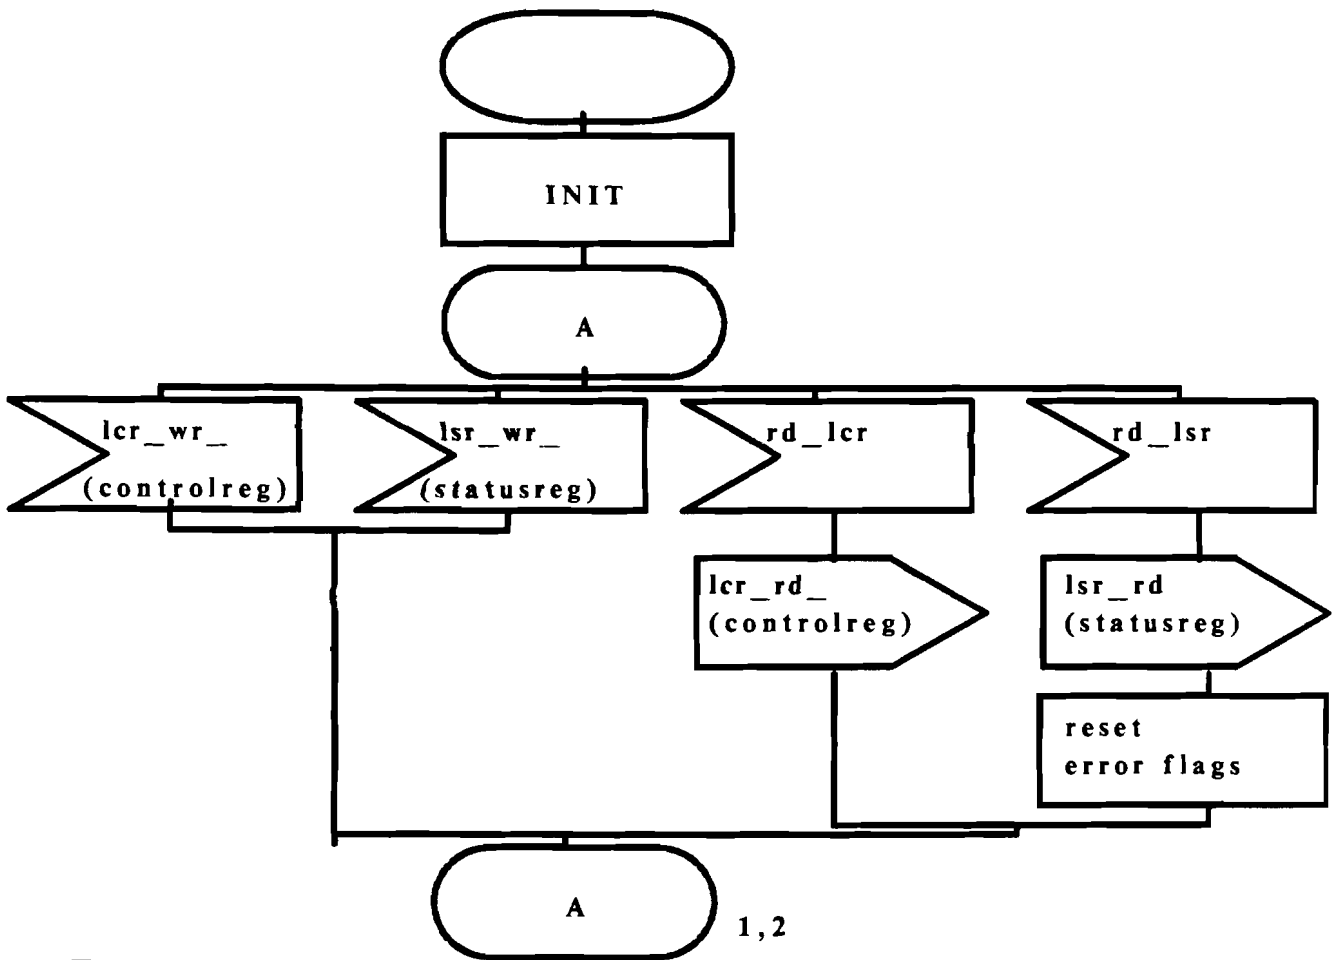 INIT
A
lcr_wr_
(controlreg)
lsr_wr_
(statusreg)
rd_lcr
rd_lsr
lcr_rd_
(controlreg)
lsr_rd
(statusreg)
reset
error flags
A
1,2